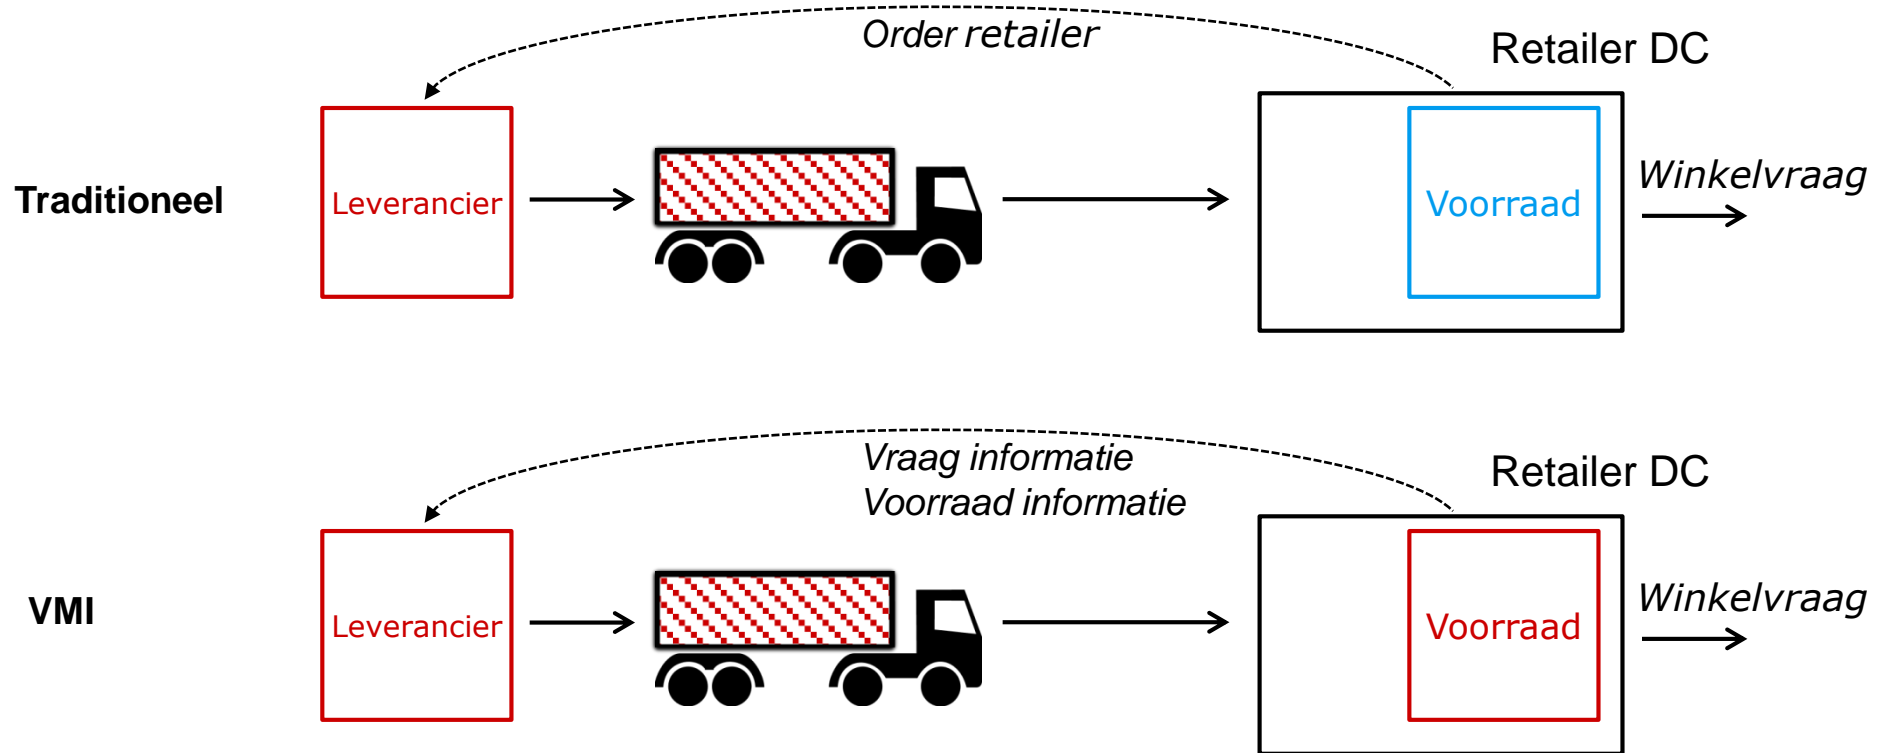 Order retailer
Retailer DC
Traditioneel
Leverancier
Voorraad
Winkelvraag
Vraag informatie
Voorraad informatie
Retailer DC
VMI
Leverancier
Voorraad
Winkelvraag